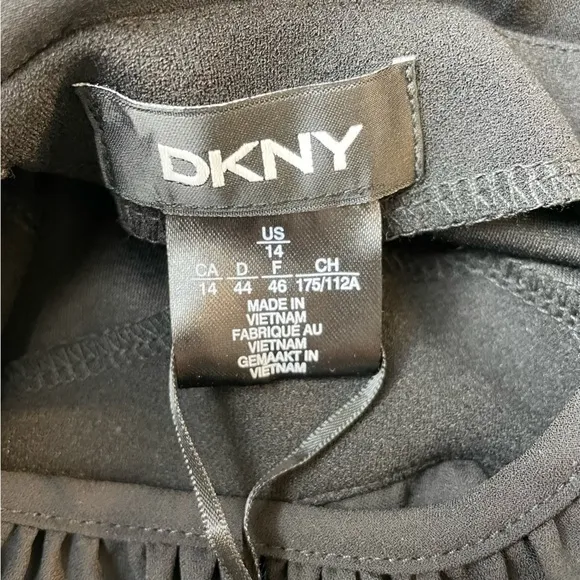 DKNY
US
14
CA D F CH
14 44 46 175/112A
MADE IN
VIETNAM
FABRIQUÉ AU
VIETNAM
GEMAAKT IN
VIETNAM